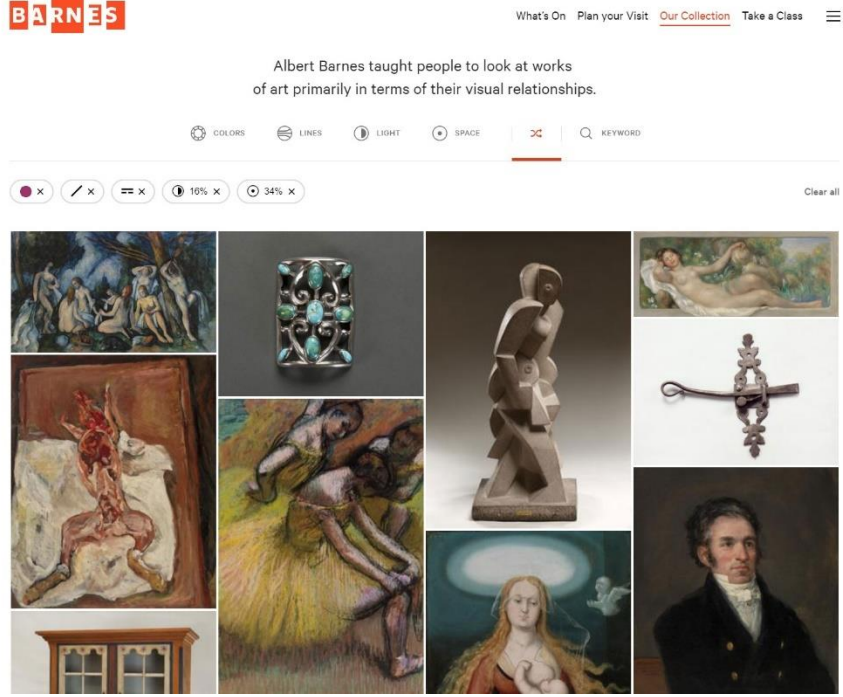 BARNES
What's On Plan your Visit Our Collection Take a Class
Albert Barnes taught people to look at works
of art primarily in terms of their visual relationships.
COLORS LINES LIGHT SPACE KEYWORD
16% 34% Clear all